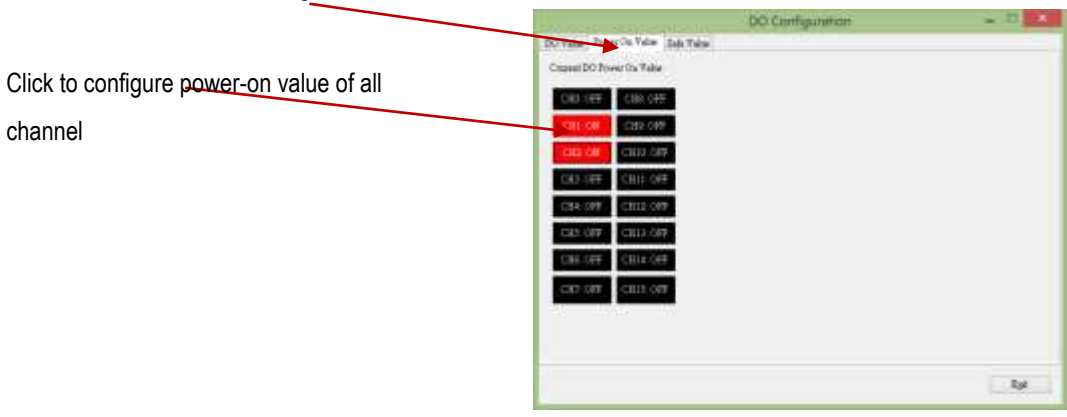 DO Configuration
DO Value Power On Value Safe Value
Click to configure power-on value of all
channel
Current DO Power On Value
CH0: OFF CH8: OFF
CH1: ON CH9: OFF
CH2: ON CH10: OFF
CH3: OFF CH11: OFF
CH4: OFF CH12: OFF
CH5: OFF CH13: OFF
CH6: OFF CH14: OFF
CH7: OFF CH15: OFF
Exit